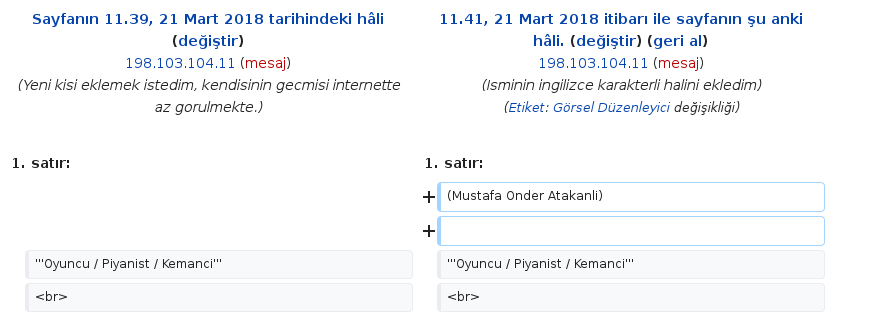 Sayfanın 11.39, 21 Mart 2018 tarihindeki hâli
(değiştir)
198.103.104.11 (mesaj)
(Yeni kisi eklemek istedim, kendisinin gecmisi internette
az gorulmekte.)
11.41, 21 Mart 2018 itibarı ile sayfanın şu anki
hâli. (değiştir) (geri al)
198.103.104.11 (mesaj)
(Isminin ingilizce karakterli halini ekledim)
(Etiket: Görsel Düzenleyici değişikliği)
1. satır:
1. satır:
+ (Mustafa Onder Atakanli)
+
'''Oyuncu / Piyanist / Kemanci'''
'''Oyuncu / Piyanist / Kemanci'''
<br>
<br>